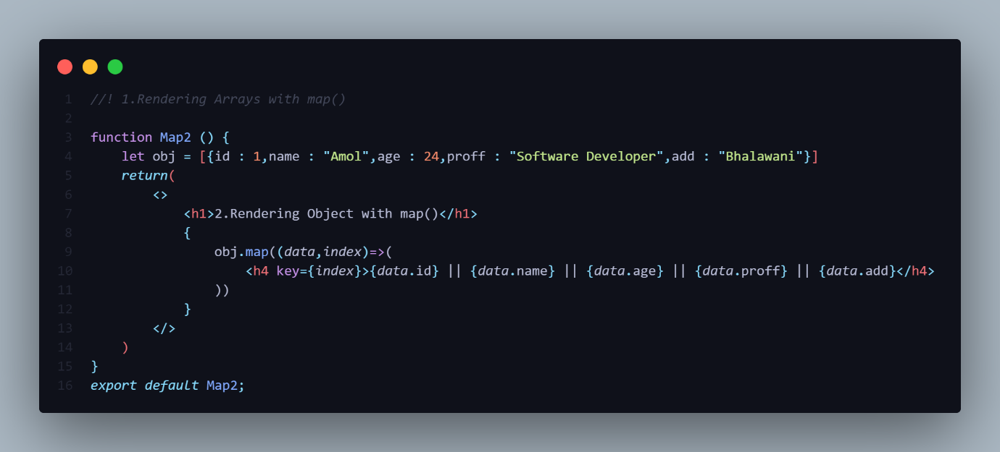 1 //! 1.Rendering Arrays with map()
2
3 function Map2 () {
4     let obj = [{id : 1,name : "Amol",age : 24,proff : "Software Developer",add : "Bhalawani"}]
5     return(
6         <>
7             <h1>2.Rendering Object with map()</h1>
8             {
9                 obj.map((data,index)=>(
10                     <h4 key={index}>{data.id} || {data.name} || {data.age} || {data.proff} || {data.add}</h4>
11                 ))
12             }
13         </>
14     )
15 }
16 export default Map2;